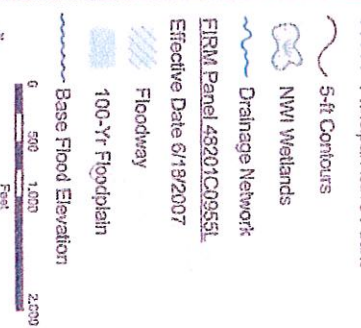 5-ft Contours
NWI Wetlands
Drainage Network
FIRM Panel 48201C0955L
Effective Date 6/18/2007
Floodway
100-Yr Floodplain
Base Flood Elevation
0 500 1,000 2,000
Feet